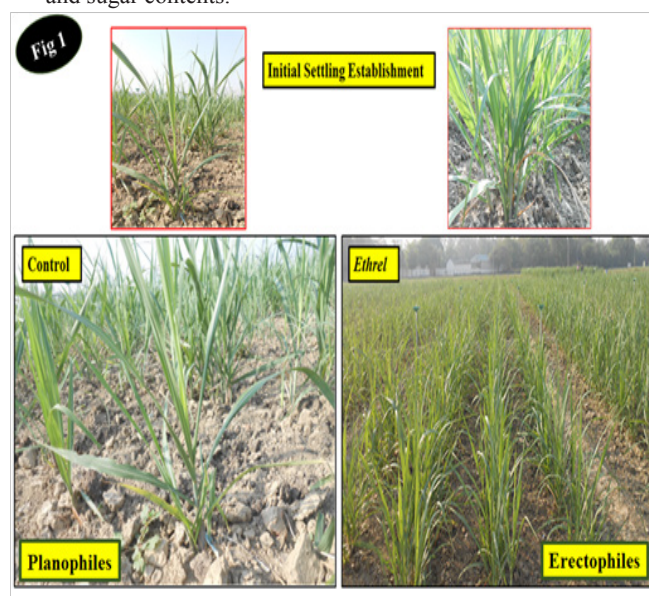 and sugar contents.
Fig 1
Initial Settling Establishment
Control
Ethrel
Planophiles
Erectophiles